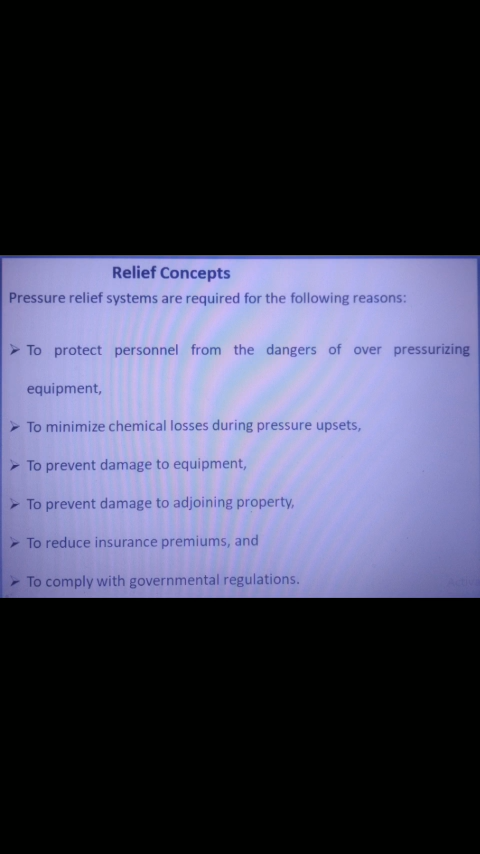 Relief Concepts
Pressure relief systems are required for the following reasons:
➢ To protect personnel from the dangers of over pressurizing
equipment,
➢ To minimize chemical losses during pressure upsets,
➢ To prevent damage to equipment,
➢ To prevent damage to adjoining property,
➢ To reduce insurance premiums, and
➢ To comply with governmental regulations.